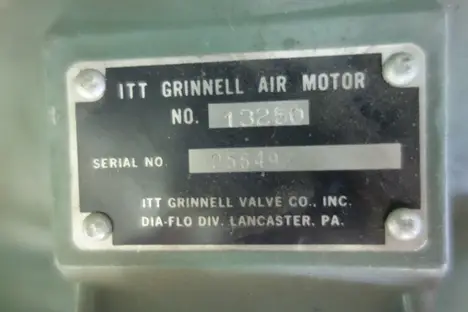 ITT GRINNELL AIR MOTOR
NO. 13250
SERIAL NO.
ITT GRINNELL VALVE CO., INC.
DIA-FLO DIV. LANCASTER, PA.